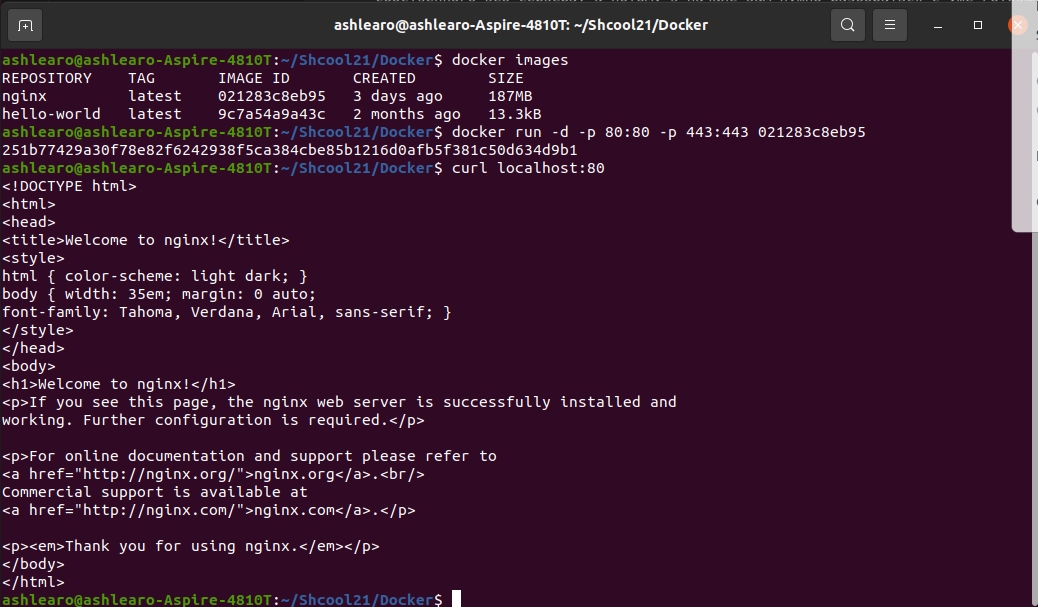 ashlearo@ashlearo-Aspire-4810T: ~/Shcool21/Docker
ashlearo@ashlearo-Aspire-4810T:~/Shcool21/Docker$ docker images
REPOSITORY    TAG       IMAGE ID       CREATED        SIZE
nginx         latest    021283c8eb95   3 days ago     187MB
hello-world   latest    9c7a54a9a43c   2 months ago   13.3kB
ashlearo@ashlearo-Aspire-4810T:~/Shcool21/Docker$ docker run -d -p 80:80 -p 443:443 021283c8eb95
251b77429a30f78e82f6242938f5ca384cbe85b1216d0afb5f381c50d634d9b1
ashlearo@ashlearo-Aspire-4810T:~/Shcool21/Docker$ curl localhost:80
<!DOCTYPE html>
<html>
<head>
<title>Welcome to nginx!</title>
<style>
html { color-scheme: light dark; }
body { width: 35em; margin: 0 auto;
font-family: Tahoma, Verdana, Arial, sans-serif; }
</style>
</head>
<body>
<h1>Welcome to nginx!</h1>
<p>If you see this page, the nginx web server is successfully installed and
working. Further configuration is required.</p>

<p>For online documentation and support please refer to
<a href="http://nginx.org/">nginx.org</a>.<br/>
Commercial support is available at
<a href="http://nginx.com/">nginx.com</a>.</p>

<p><em>Thank you for using nginx.</em></p>
</body>
</html>
ashlearo@ashlearo-Aspire-4810T:~/Shcool21/Docker$